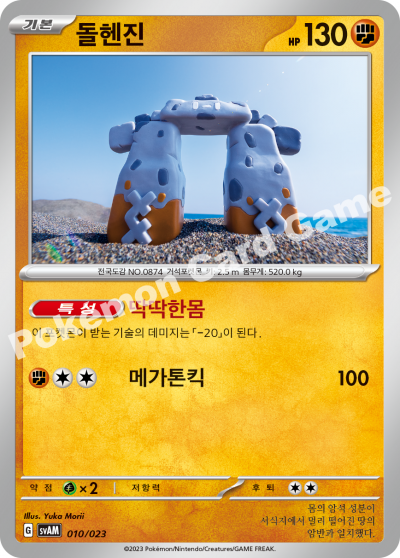 기본 돌헨진 HP 130
전국도감 NO.0874 거석포켓몬 키: 2.5 m 몸무게: 520.0 kg
특성 딱딱한몸
이 포켓몬이 받는 기술의 데미지는 「-20」이 된다.
메가톤킥 100
약점 ×2 저항력 후퇴
Illus. Yuka Morii
몸의 암석 성분이
서식지에서 멀리 떨어진 땅의
암반과 일치했다.
G svAM 010/023
©2023 Pokémon/Nintendo/Creatures/GAME FREAK.
Pokémon Card Game